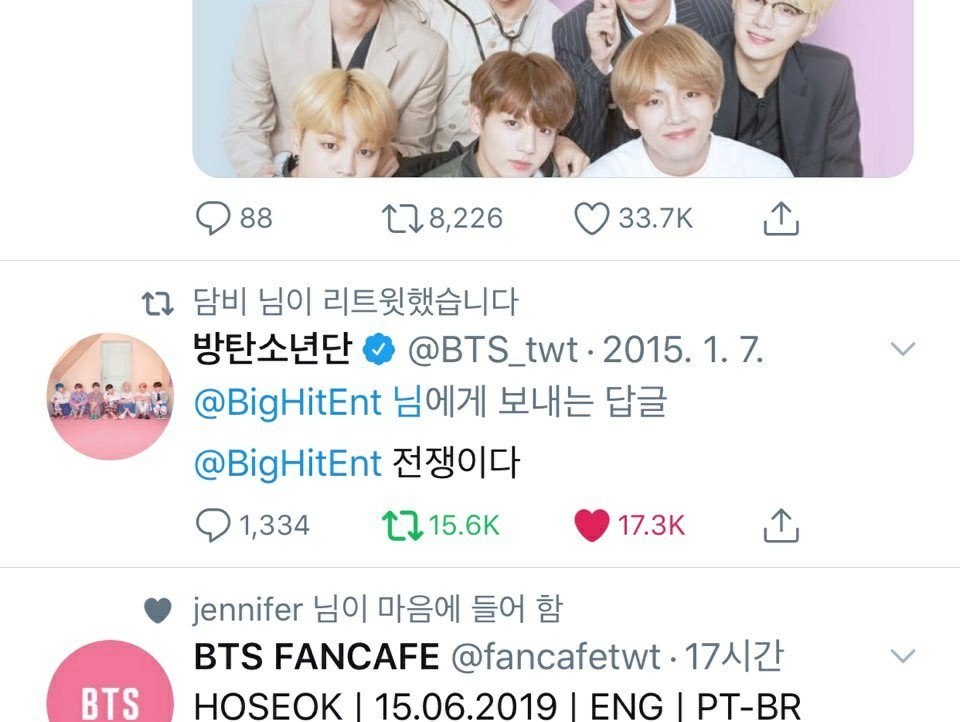 88 8,226 33.7K
담비 님이 리트윗했습니다
방탄소년단 @BTS_twt · 2015. 1. 7.
@BigHitEnt 님에게 보내는 답글
@BigHitEnt 전쟁이다
1,334 15.6K 17.3K
jennifer 님이 마음에 들어 함
BTS FANCAFE @fancafetwt · 17시간
BTS
HOSEOK | 15.06.2019 | ENG | PT-BR